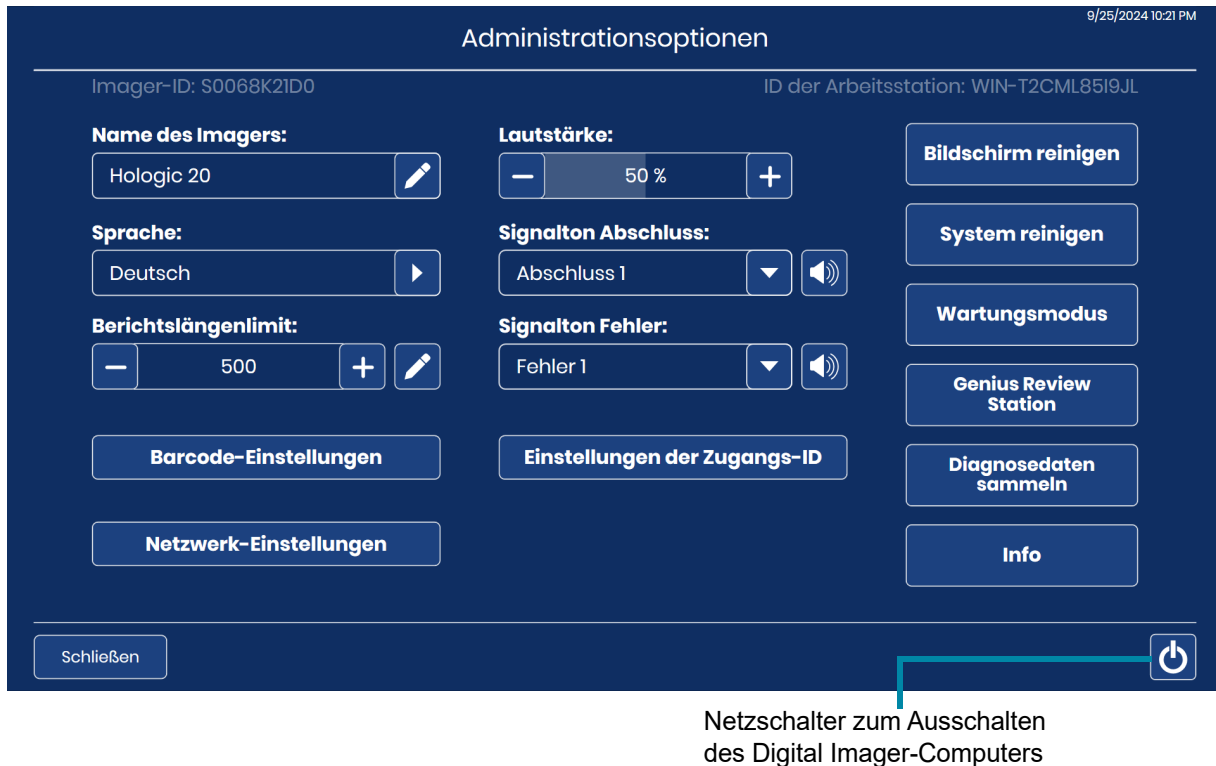 9/25/2024 10:21 PM
Administrationsoptionen
Imager-ID: S0068K21D0
ID der Arbeitsstation: WIN-T2CML85I9JL
Name des Imagers:
Hologic 20
Sprache:
Deutsch
Berichtslängenlimit:
500
Barcode-Einstellungen
Netzwerk-Einstellungen
Lautstärke:
50 %
Signalton Abschluss:
Abschluss 1
Signalton Fehler:
Fehler 1
Einstellungen der Zugangs-ID
Bildschirm reinigen
System reinigen
Wartungsmodus
Genius Review
Station
Diagnosedaten
sammeln
Info
Schließen
Netzschalter zum Ausschalten
des Digital Imager-Computers